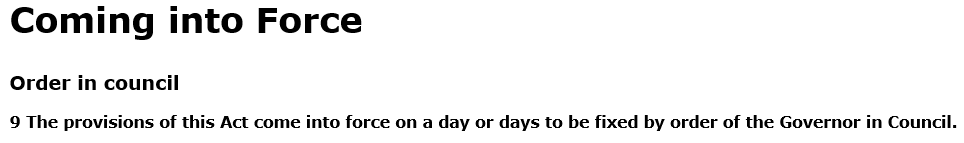 Coming into Force
Order in council
9 The provisions of this Act come into force on a day or days to be fixed by order of the Governor in Council.